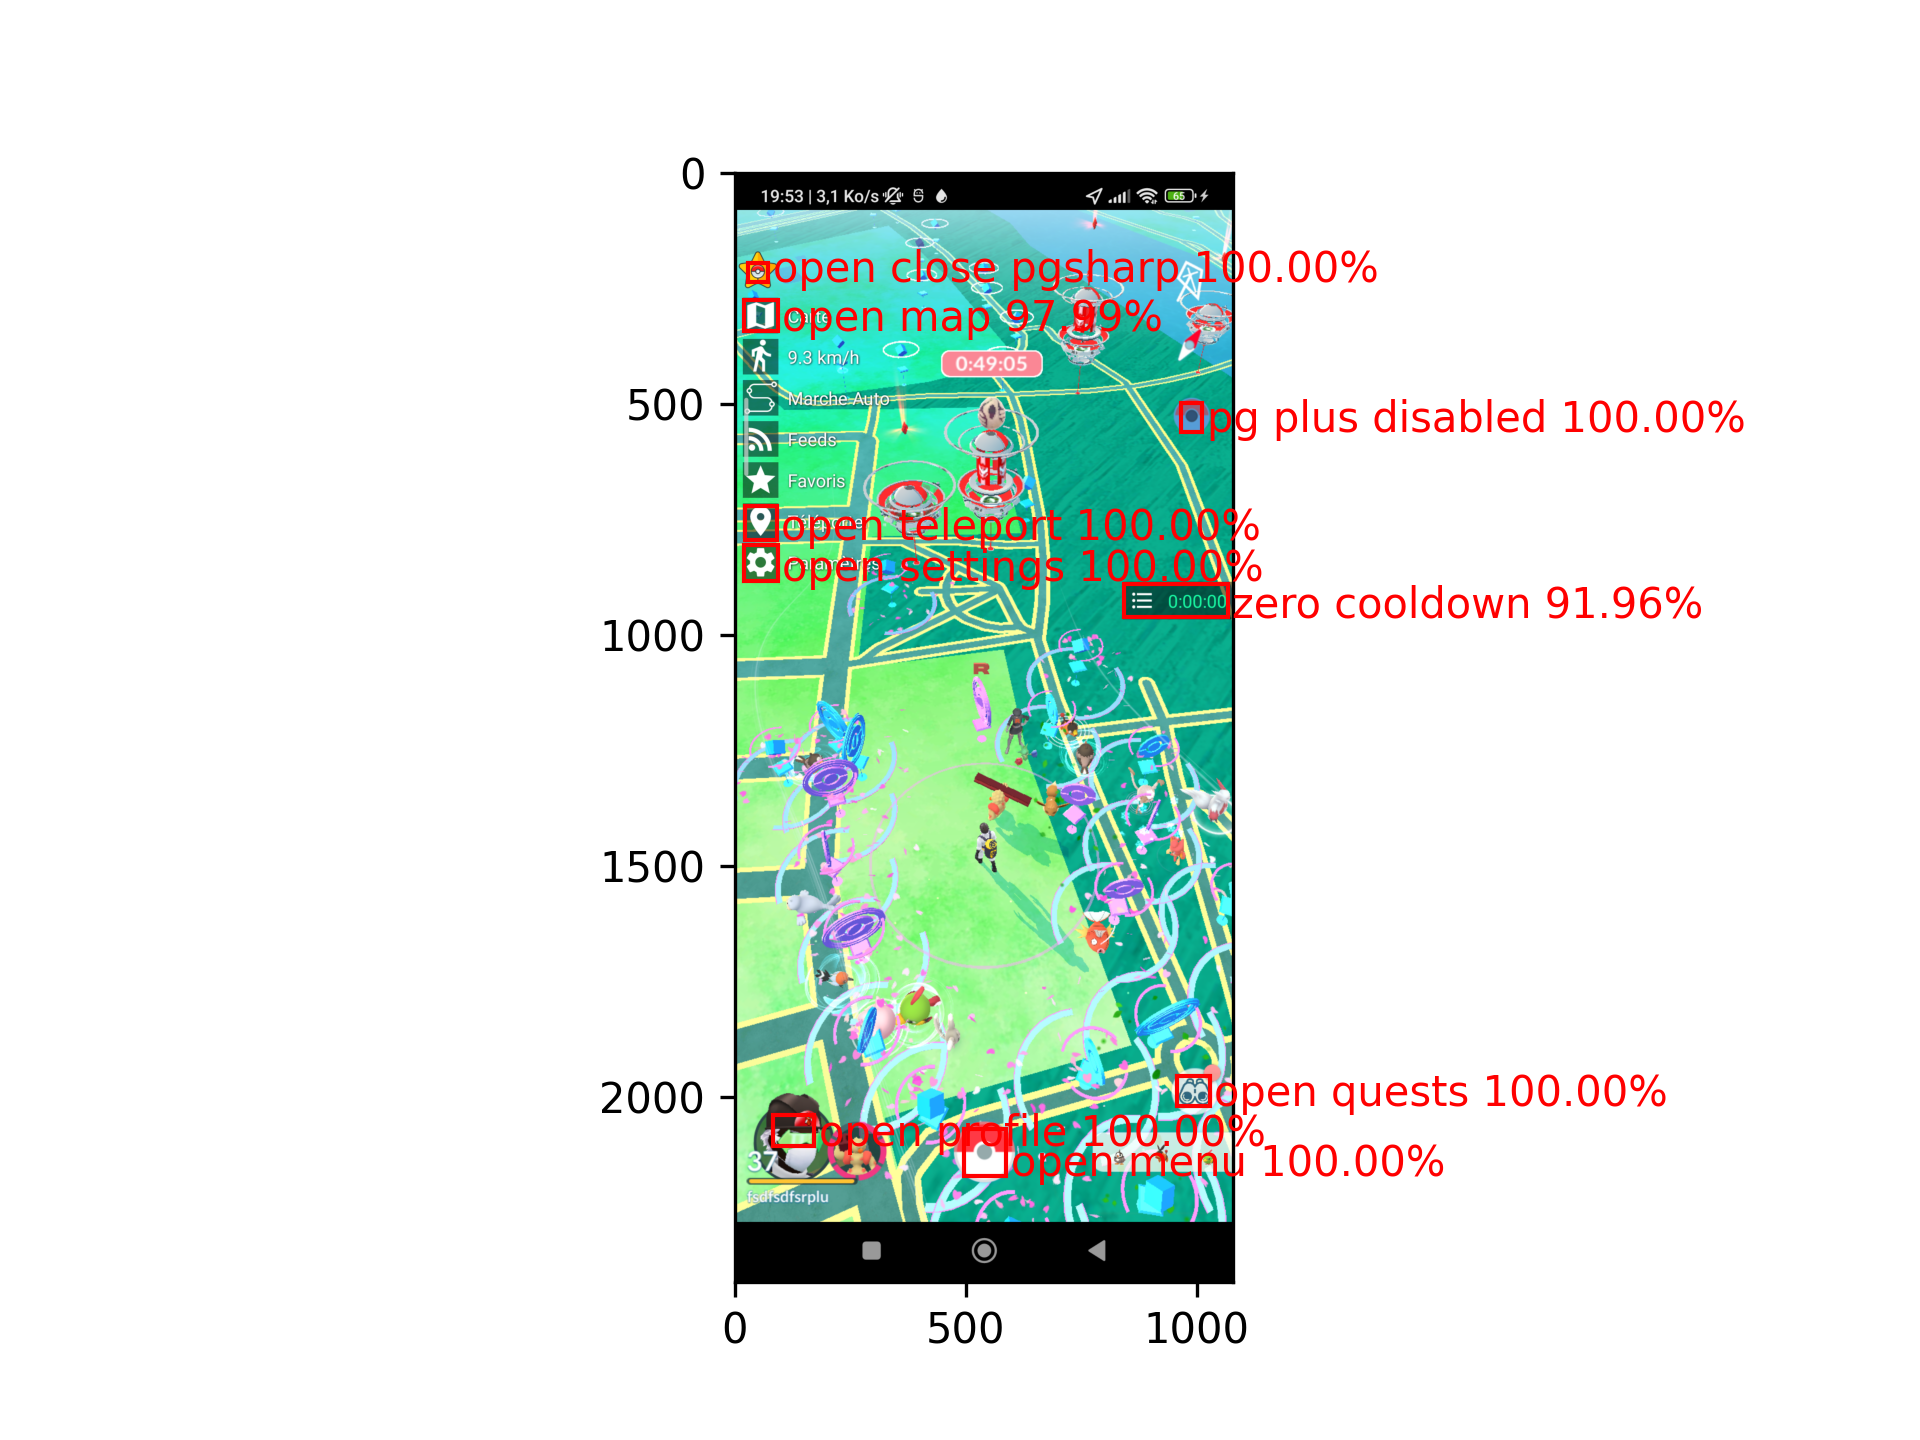 0
19:53 | 3,1 Ko/s
65
open close pgsharp 100.00%
Carte
open map 97.99%
9.3 km/h
0:49:05
500
Marche Auto
pg plus disabled 100.00%
Feeds
Favoris
open teleport 100.00%
Paramètres
open settings 100.00%
0:00:00
zero cooldown 91.96%
1000
R
1500
2000
open quests 100.00%
open profile 100.00%
37
open menu 100.00%
fsdfsdfsrplu
0 500 1000